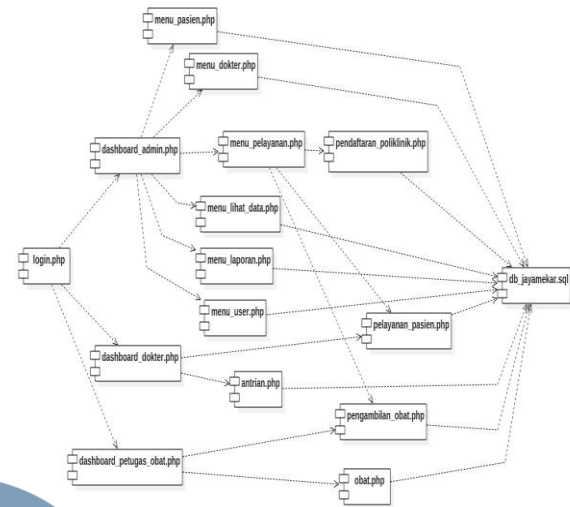 menu_pasien.php
menu_dokter.php
dashboard_admin.php
menu_pelayanan.php
pendaftaran_poliklinik.php
menu_lihat_data.php
login.php
menu_laporan.php
db_jayamekar.sql
menu_user.php
pelayanan_pasien.php
dashboard_dokter.php
antrian.php
pengambilan_obat.php
dashboard_petugas_obat.php
obat.php